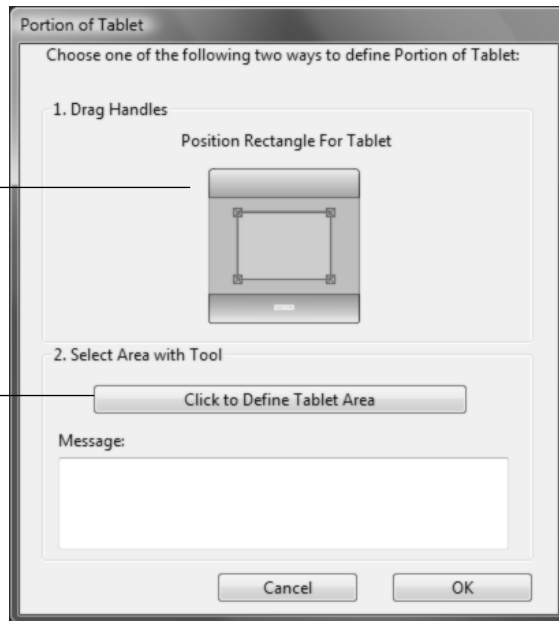 Portion of Tablet
Choose one of the following two ways to define Portion of Tablet:
1. Drag Handles
Position Rectangle For Tablet
2. Select Area with Tool
Click to Define Tablet Area
Message:
Cancel
OK